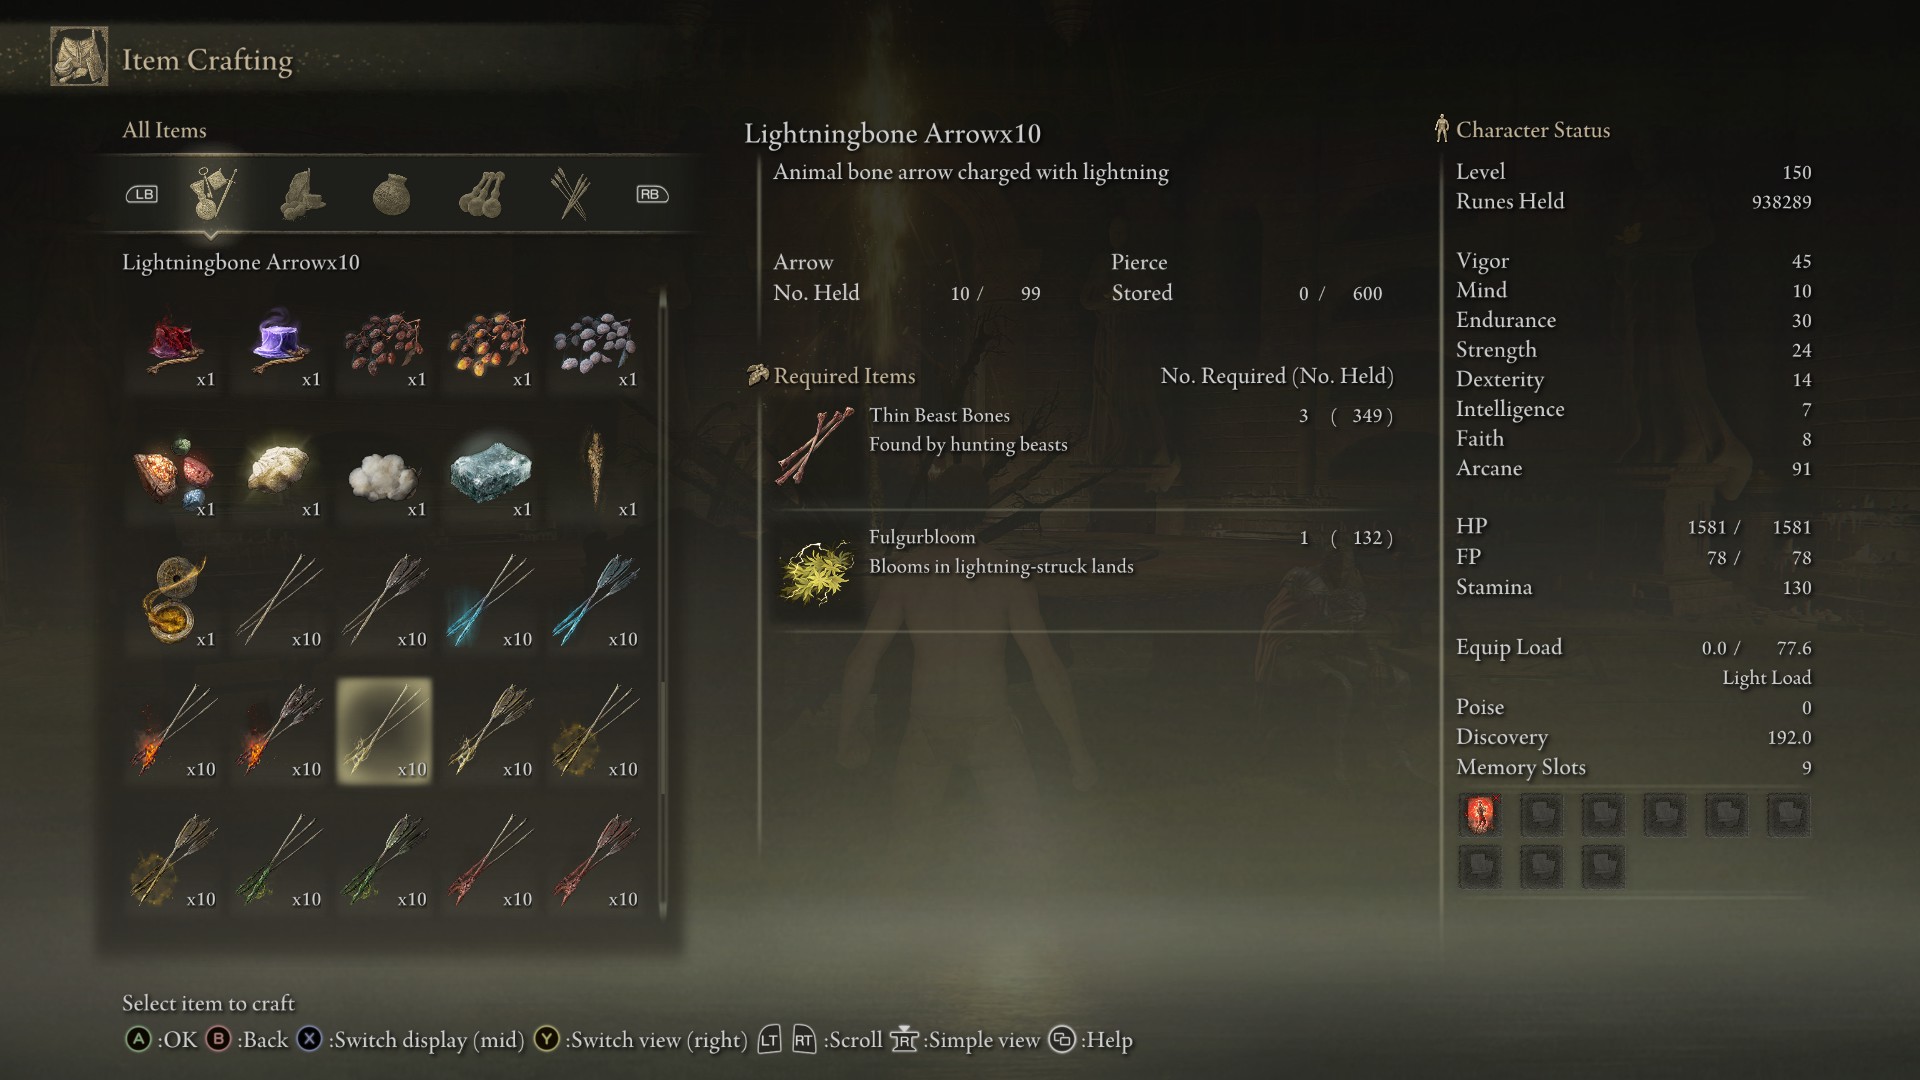 Item Crafting
All Items
LB
RB
Lightningbone Arrowx10
x1 x1 x1 x1 x1
x1 x1 x1 x1 x1
x1 x10 x10 x10 x10
x10 x10 x10 x10 x10
x10 x10 x10 x10 x10
Lightningbone Arrowx10
Animal bone arrow charged with lightning
Arrow Pierce
No. Held 10 / 99 Stored 0 / 600
Required Items No. Required (No. Held)
Thin Beast Bones 3 ( 349 )
Found by hunting beasts
Fulgurbloom 1 ( 132 )
Blooms in lightning-struck lands
Character Status
Level 150
Runes Held 938289
Vigor 45
Mind 10
Endurance 30
Strength 24
Dexterity 14
Intelligence 7
Faith 8
Arcane 91
HP 1581 / 1581
FP 78 / 78
Stamina 130
Equip Load 0.0 / 77.6
Light Load
Poise 0
Discovery 192.0
Memory Slots 9
Select item to craft
A :OK B :Back X :Switch display (mid) Y :Switch view (right) LT RT :Scroll R :Simple view :Help